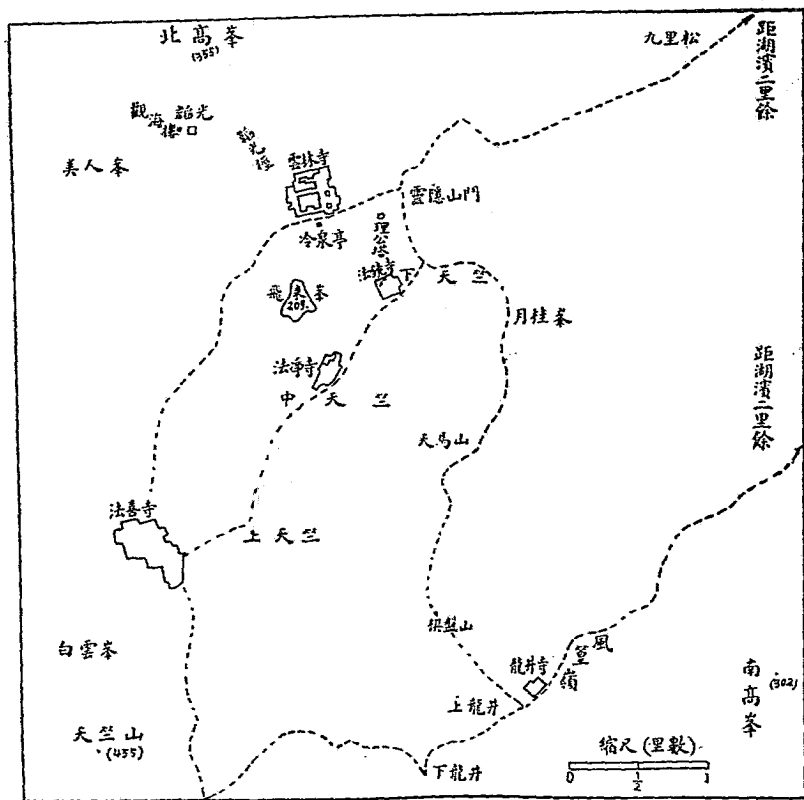 北高峯
(355)
九里松
距湖濱二里餘
觀海樓
韜光
韜光徑
美人峯
雲林寺
靈隱山門
冷泉亭
理公塔
法鏡寺
下天竺
飛來峯
209.
月桂峯
法淨寺
中天竺
距湖濱二里餘
天馬山
法喜寺
上天竺
棋盤山
白雲峯
風篁嶺
龍井寺
南高峯
(302)
上龍井
天竺山
(455)
下龍井
縮尺(里數)
0 1/2 1